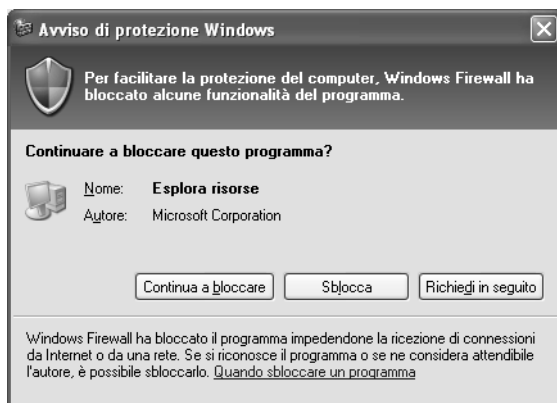 Avviso di protezione Windows
Per facilitare la protezione del computer, Windows Firewall ha
bloccato alcune funzionalità del programma.
Continuare a bloccare questo programma?
Nome: Esplora risorse
Autore: Microsoft Corporation
Continua a bloccare Sblocca Richiedi in seguito
Windows Firewall ha bloccato il programma impedendone la ricezione di connessioni
da Internet o da una rete. Se si riconosce il programma o se ne considera attendibile
l'autore, è possibile sbloccarlo. Quando sbloccare un programma